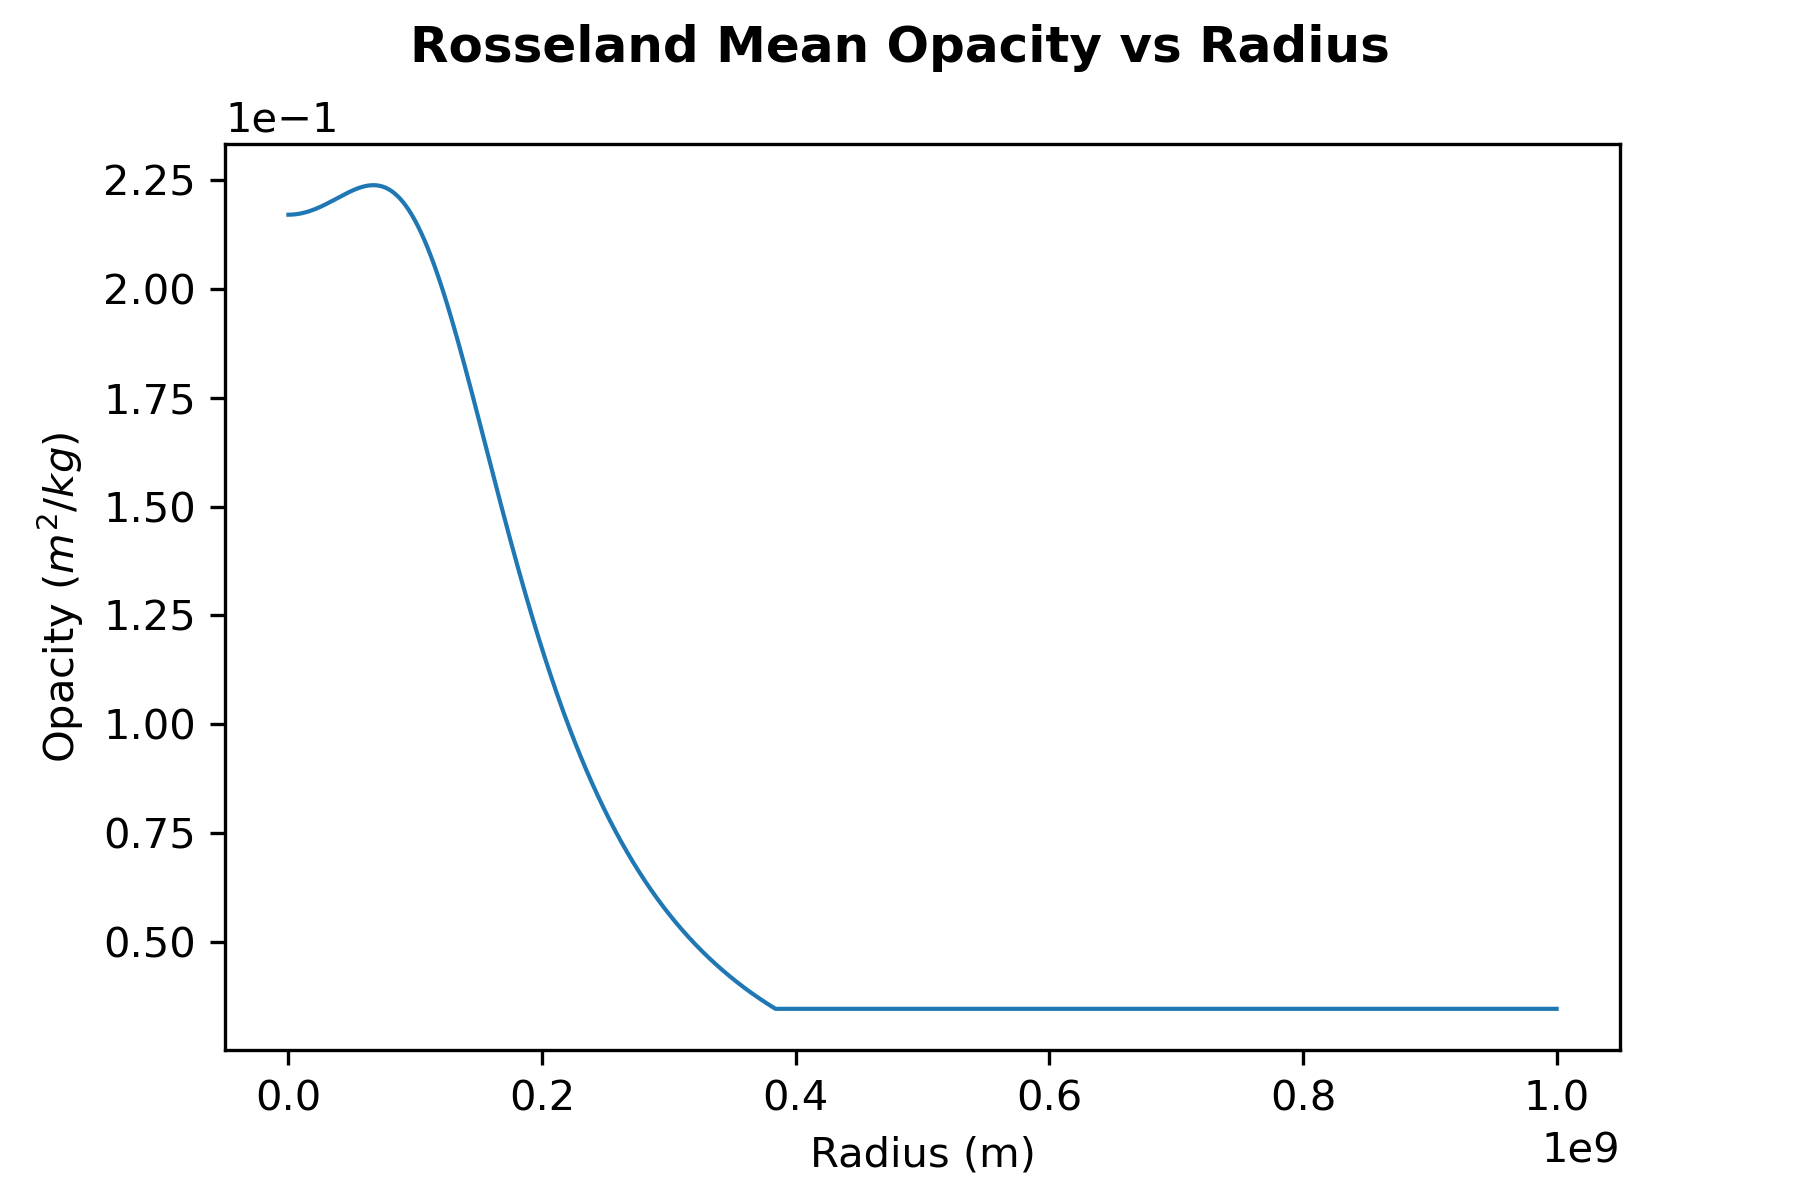 Rosseland Mean Opacity vs Radius
1e−1
2.25
2.00
1.75
1.50
1.25
1.00
0.75
0.50
Opacity (m²/kg)
0.0 0.2 0.4 0.6 0.8 1.0
1e9
Radius (m)